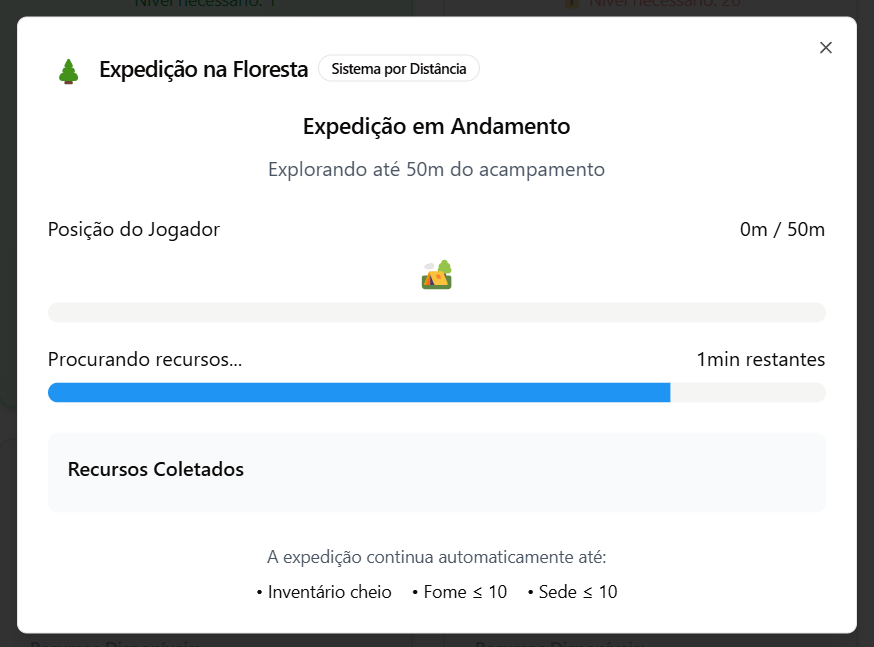 Nível necessário: 1
Nível necessário: 20
Expedição na Floresta
Sistema por Distância
Expedição em Andamento
Explorando até 50m do acampamento
Posição do Jogador
0m / 50m
Procurando recursos...
1min restantes
Recursos Coletados
A expedição continua automaticamente até:
• Inventário cheio • Fome ≤ 10 • Sede ≤ 10